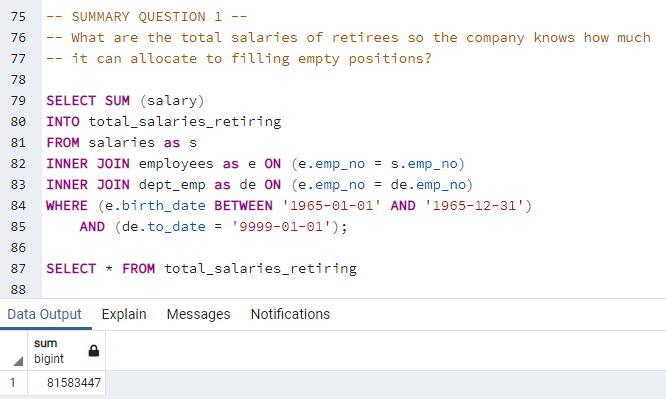 75 -- SUMMARY QUESTION 1 --
76 -- What are the total salaries of retirees so the company knows how much
77 -- it can allocate to filling empty positions?
78
79 SELECT SUM (salary)
80 INTO total_salaries_retiring
81 FROM salaries as s
82 INNER JOIN employees as e ON (e.emp_no = s.emp_no)
83 INNER JOIN dept_emp as de ON (e.emp_no = de.emp_no)
84 WHERE (e.birth_date BETWEEN '1965-01-01' AND '1965-12-31')
85 AND (de.to_date = '9999-01-01');
86
87 SELECT * FROM total_salaries_retiring
88
Data Output Explain Messages Notifications
sum
bigint
1 81583447